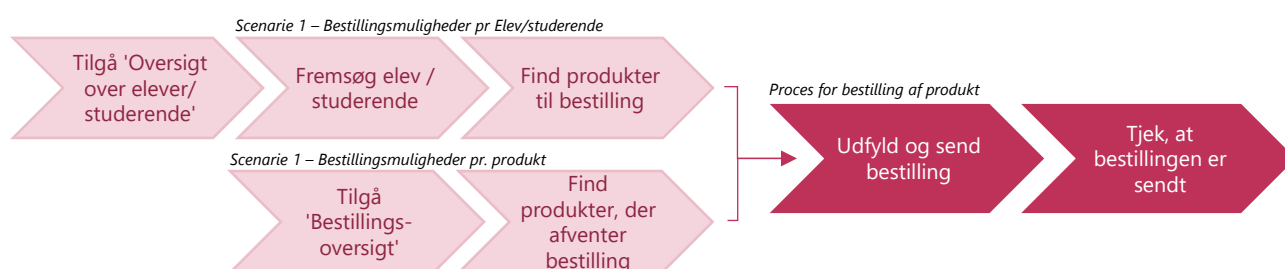 Scenarie 1 – Bestillingsmuligheder pr Elev/studerende
Tilgå 'Oversigt
over elever/
studerende'
Fremsøg elev /
studerende
Find produkter
til bestilling
Scenarie 1 – Bestillingsmuligheder pr. produkt
Tilgå
'Bestillings-
oversigt'
Find
produkter, der
afventer
bestilling
Proces for bestilling af produkt
Udfyld og send
bestilling
Tjek, at
bestillingen er
sendt